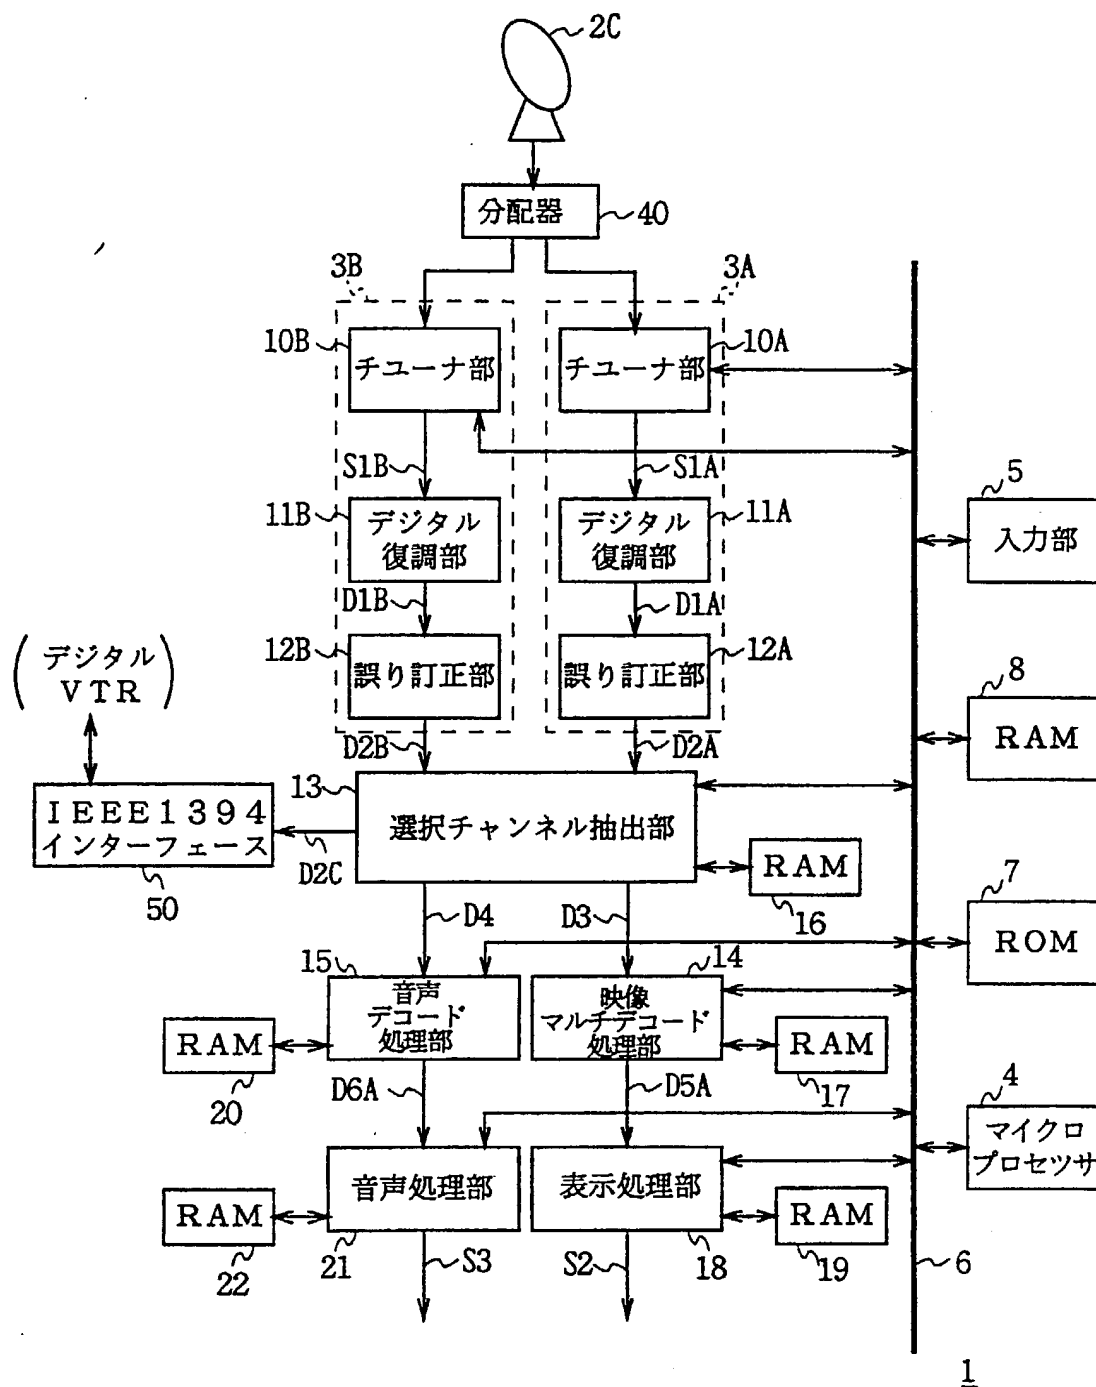 2C
分配器
40
3B
3A
10B
チユーナ部
チユーナ部
10A
S1B
S1A
11B
デジタル
復調部
デジタル
復調部
11A
D1B
D1A
12B
誤り訂正部
誤り訂正部
12A
D2B
D2A
(デジタル
VTR)
IEEE1394
インターフェース
50
D2C
13
選択チャンネル抽出部
RAM
16
D4
D3
15
音声
デコード
処理部
14
映像
マルチデコード
処理部
RAM
20
RAM
17
D6A
D5A
音声処理部
21
表示処理部
18
RAM
22
RAM
19
S3
S2
5
入力部
8
RAM
7
ROM
4
マイクロ
プロセッサ
6
1